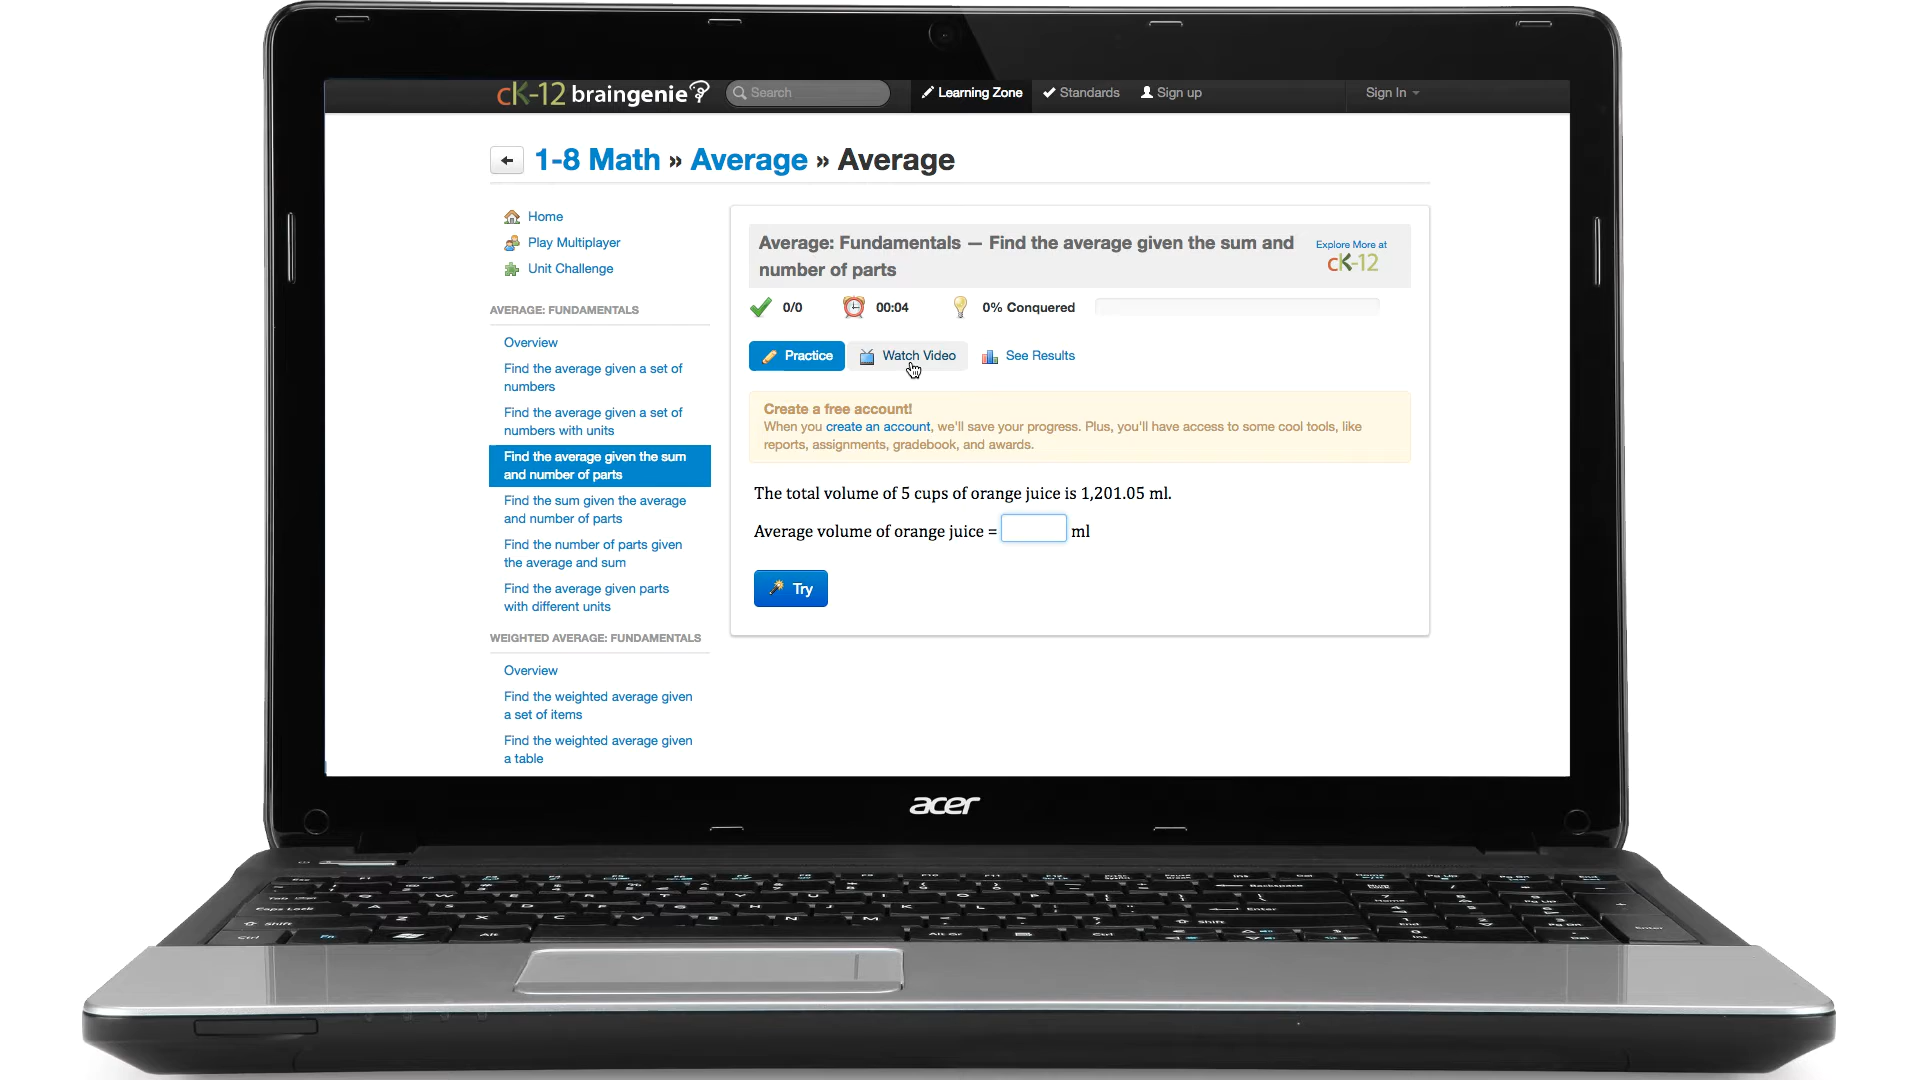 cK-12 braingenie
Search
Learning Zone
Standards
Sign up
Sign In
1-8 Math » Average » Average
Home
Play Multiplayer
Unit Challenge
AVERAGE: FUNDAMENTALS
Overview
Find the average given a set of
numbers
Find the average given a set of
numbers with units
Find the average given the sum
and number of parts
Find the sum given the average
and number of parts
Find the number of parts given
the average and sum
Find the average given parts
with different units
WEIGHTED AVERAGE: FUNDAMENTALS
Overview
Find the weighted average given
a set of items
Find the weighted average given
a table
Average: Fundamentals — Find the average given the sum and
number of parts
Explore More at
cK-12
0/0
00:04
0% Conquered
Practice
Watch Video
See Results
Create a free account!
When you create an account, we'll save your progress. Plus, you'll have access to some cool tools, like
reports, assignments, gradebook, and awards.
The total volume of 5 cups of orange juice is 1,201.05 ml.
Average volume of orange juice = ml
Try
acer